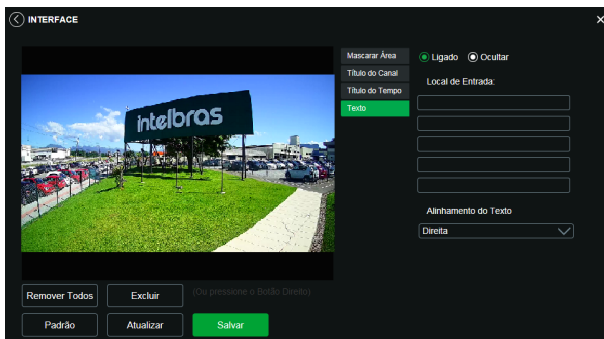 INTERFACE
Mascarar Área
Ligado
Ocultar
Título do Canal
Local de Entrada:
Título do Tempo
Texto
intelbras
Alinhamento do Texto
Direita
Remover Todos
Excluir
(Ou pressione o Botão Direito)
Padrão
Atualizar
Salvar